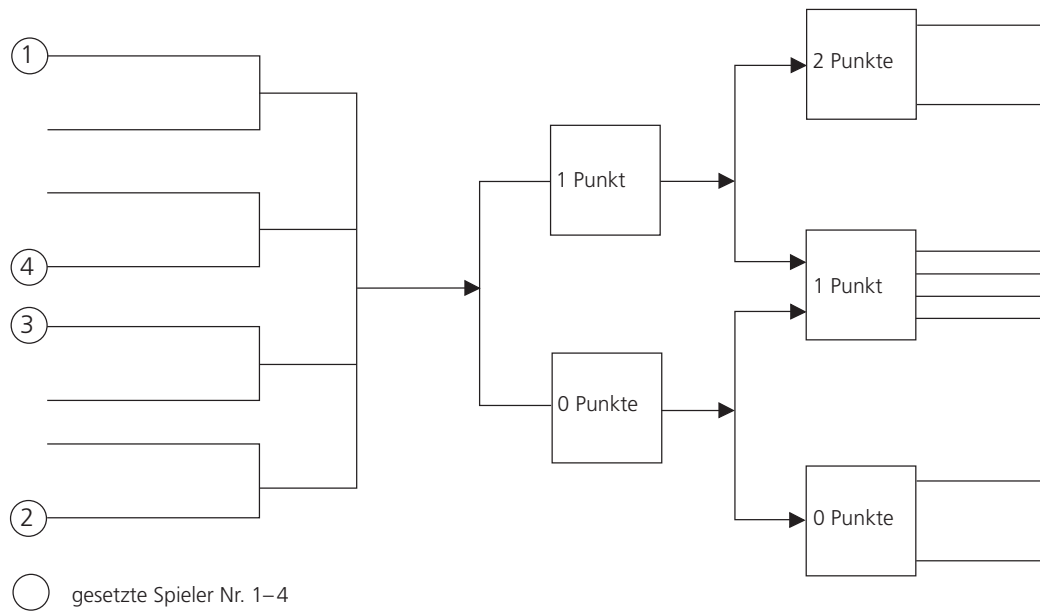 1
4
3
2
1 Punkt
0 Punkte
2 Punkte
1 Punkt
0 Punkte
gesetzte Spieler Nr. 1–4